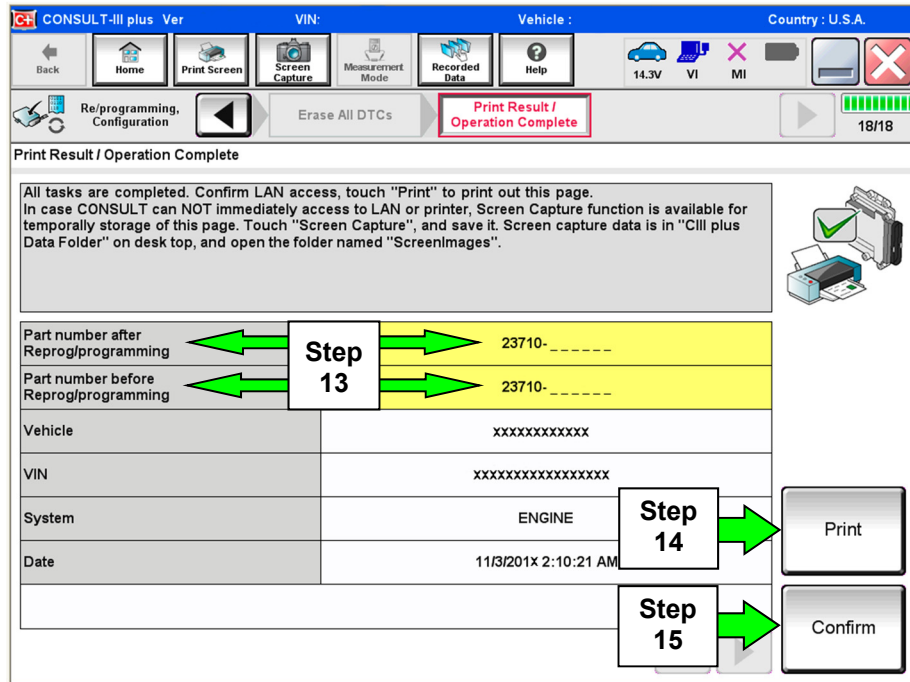 C+ CONSULT-III plus Ver VIN: Vehicle : Country : U.S.A.
Back
Home
Print Screen
Screen
Capture
Measurement
Mode
Recorded
Data
Help
14.3V VI MI
Re/programming,
Configuration
Erase All DTCs
Print Result /
Operation Complete
18/18
Print Result / Operation Complete
All tasks are completed. Confirm LAN access, touch "Print" to print out this page.
In case CONSULT can NOT immediately access to LAN or printer, Screen Capture function is available for
temporally storage of this page. Touch "Screen Capture", and save it. Screen capture data is in "CIII plus
Data Folder" on desk top, and open the folder named "ScreenImages".
Part number after
Reprog/programming
23710-_ _ _ _ _ _
Step
13
Part number before
Reprog/programming
23710-_ _ _ _ _ _
Vehicle
xxxxxxxxxxxx
VIN
xxxxxxxxxxxxxxxxx
System
ENGINE
Step
14
Print
Date
11/3/201x 2:10:21 AM
Step
15
Confirm